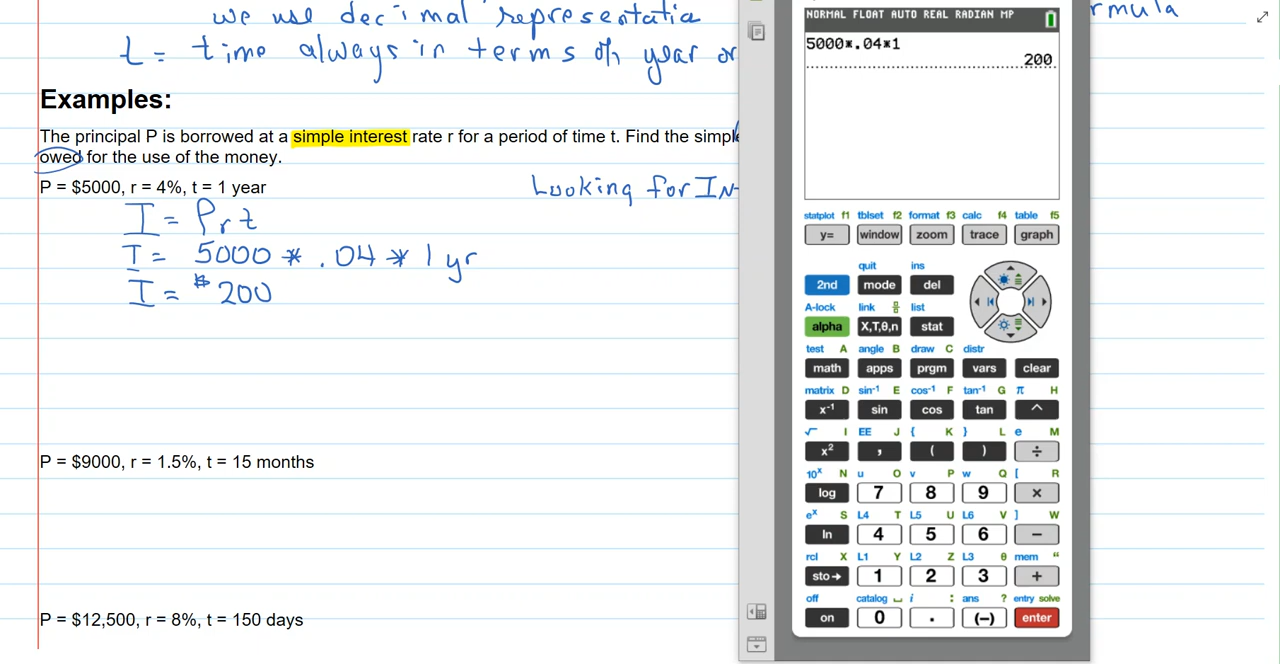 we use decimal representatio
rmula
t = time always in terms of year or
Examples:
The principal P is borrowed at a simple interest rate r for a period of time t. Find the simpl
owed for the use of the money.
P = $5000, r = 4%, t = 1 year
Looking for IN
I = Prt
I = 5000 * .04 * 1 yr
I = $200
P = $9000, r = 1.5%, t = 15 months
P = $12,500, r = 8%, t = 150 days
NORMAL FLOAT AUTO REAL RADIAN MP
5000*.04*1
200
statplot f1 tblset f2 format f3 calc f4 table f5
y= window zoom trace graph
quit ins
2nd mode del
A-lock link list
alpha X,T,θ,n stat
test A angle B draw C distr
math apps prgm vars clear
matrix D sin⁻¹ E cos⁻¹ F tan⁻¹ G π H
x⁻¹ sin cos tan ^
√ I EE J { K } L e M
x² , ( ) ÷
10ˣ N u O v P w Q [ R
log 7 8 9 ×
eˣ S L4 T L5 U L6 V ] W
ln 4 5 6 −
rcl X L1 Y L2 Z L3 θ mem "
sto→ 1 2 3 +
off catalog ⎵ i : ans ? entry solve
on 0 . (−) enter